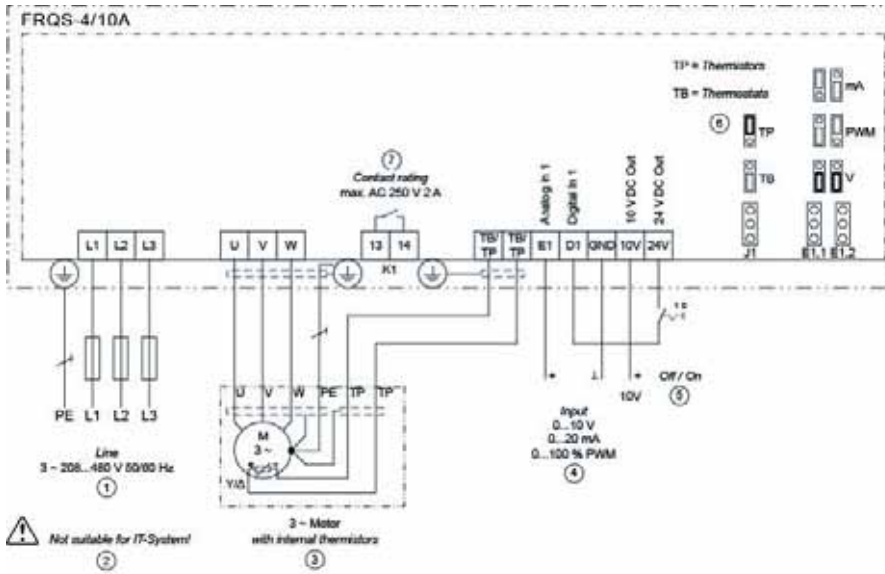 FRQS-4/10A
TP = Thermistors
TB = Thermostats
6
TP
TB
J1
mA
PWM
V
E1.1 E1.2
7
Contact rating
max. AC 250 V 2 A
Analog In 1
Digital In 1
10 V DC Out
24 V DC Out
L1 L2 L3
U V W
13 14
K1
TB/TP TB/TP E1 D1 GND 10V 24V
PE L1 L2 L3
U V W PE TP TP
M
3 ~
Y/Δ
+
⊥
+
10V
Off / On
5
Line
3 ~ 208...480 V 50/60 Hz
1
Input
0...10 V
0...20 mA
0...100 % PWM
4
Not suitable for IT-System!
2
3 ~ Motor
with internal thermistors
3